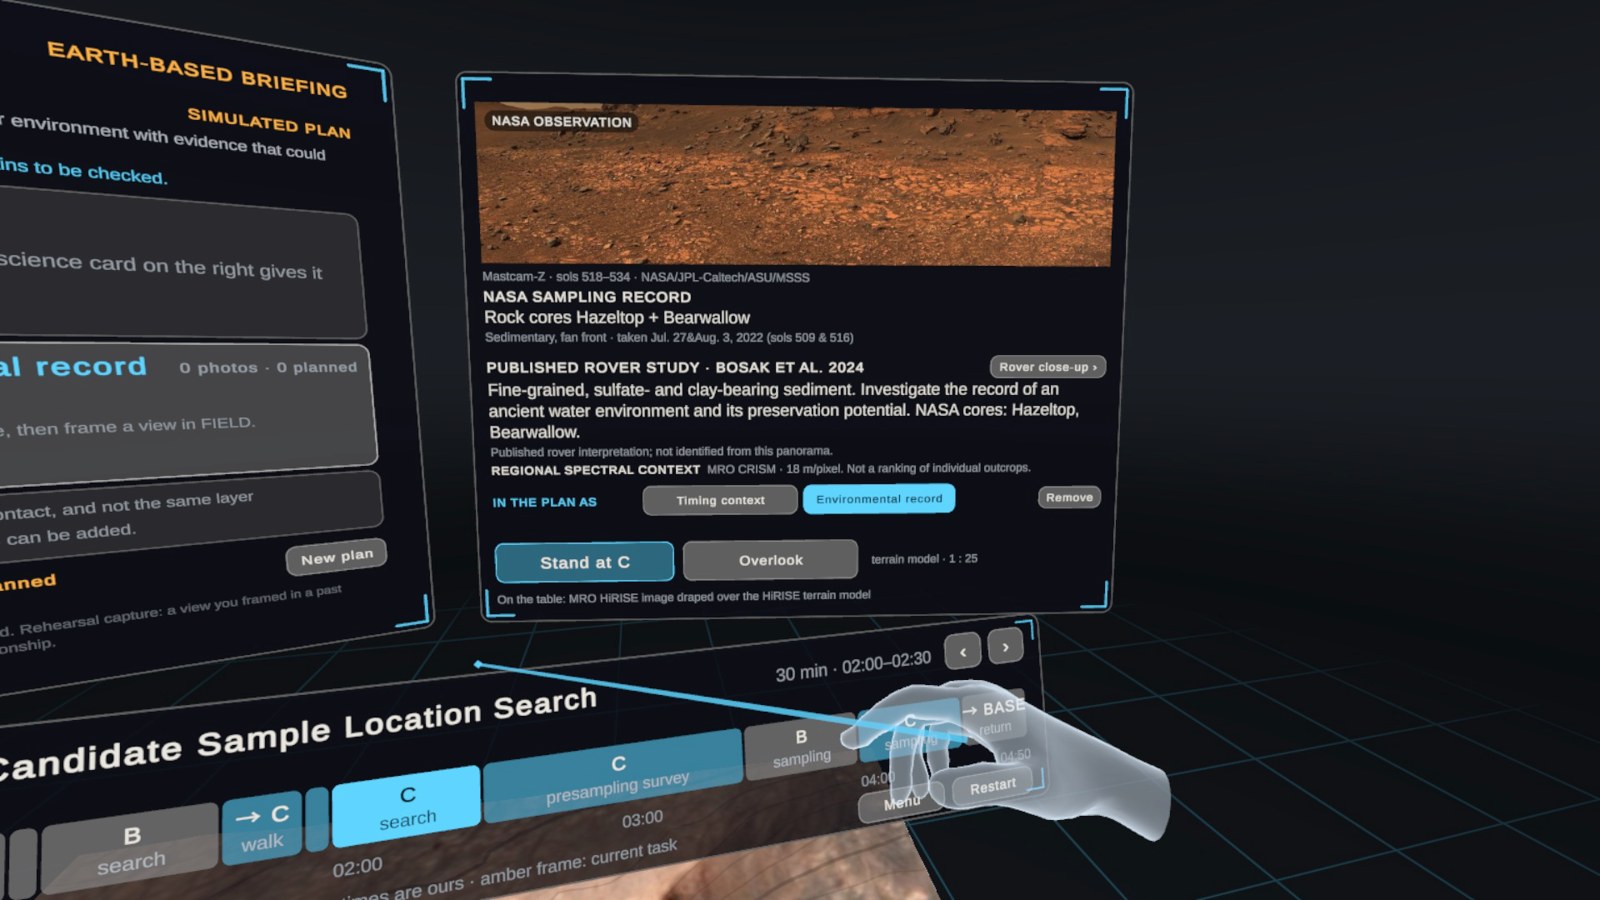 EARTH-BASED BRIEFING
SIMULATED PLAN
environment with evidence that could
to be checked.
science card on the right gives it
record
0 photos · 0 planned
then frame a view in FIELD.
and not the same layer
can be added.
New plan
Rehearsal capture: a view you framed in a past
NASA OBSERVATION
Mastcam-Z · sols 518–534 · NASA/JPL-Caltech/ASU/MSSS
NASA SAMPLING RECORD
Rock cores Hazeltop + Bearwallow
Sedimentary, fan front · taken Jul. 27&Aug. 3, 2022 (sols 509 & 516)
PUBLISHED ROVER STUDY · BOSAK ET AL. 2024
Rover close-up ›
Fine-grained, sulfate- and clay-bearing sediment. Investigate the record of an
ancient water environment and its preservation potential. NASA cores: Hazeltop,
Bearwallow.
Published rover interpretation; not identified from this panorama.
REGIONAL SPECTRAL CONTEXT MRO CRISM · 18 m/pixel. Not a ranking of individual outcrops.
IN THE PLAN AS
Timing context
Environmental record
Remove
Stand at C
Overlook
terrain model · 1 : 25
On the table: MRO HiRISE image draped over the HiRISE terrain model
Candidate Sample Location Search
30 min · 02:00–02:30
‹
›
B
search
→ C
walk
C
search
C
presampling survey
B
sampling
C
sampling
→ BASE
return
02:00
03:00
04:00
04:50
Menu
Restart
are ours · amber frame: current task